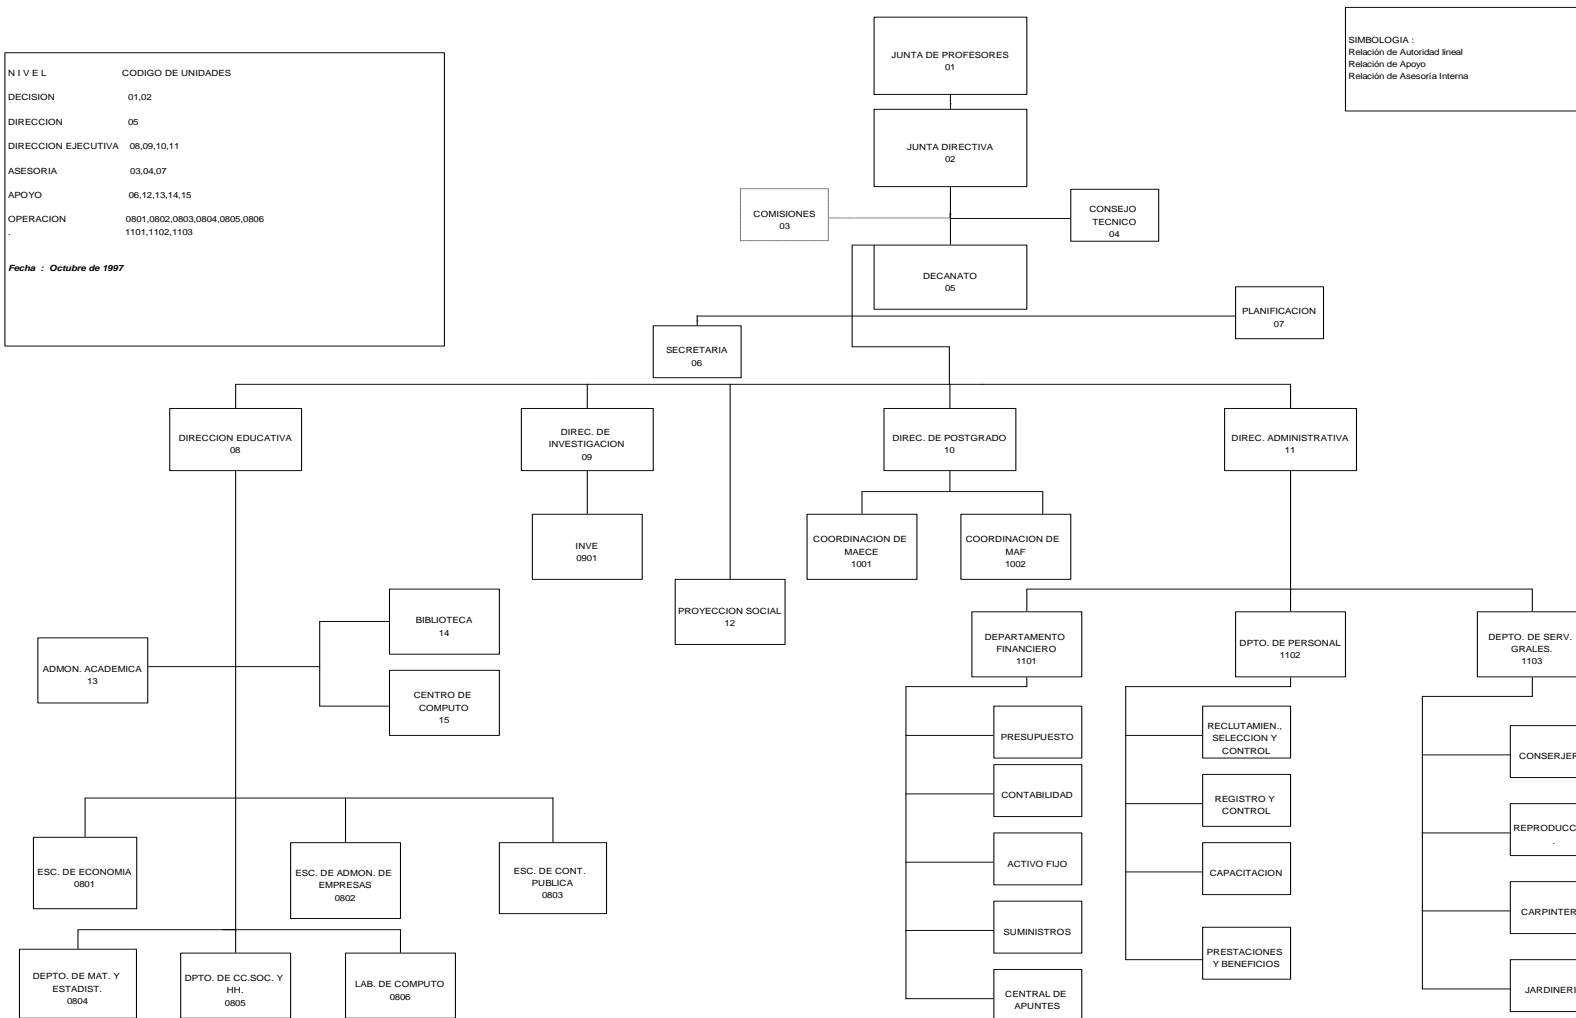 JUNTA DE PROFESORES
01
SIMBOLOGIA :
Relación de Autoridad lineal
Relación de Apoyo
Relación de Asesoría Interna
N I V E L CODIGO DE UNIDADES
DECISION 01,02
DIRECCION 05
DIRECCION EJECUTIVA 08,09,10,11
ASESORIA 03,04,07
APOYO 06,12,13,14,15
OPERACION 0801,0802,0803,0804,0805,0806
. 1101,1102,1103
Fecha : Octubre de 1997
JUNTA DIRECTIVA
02
COMISIONES
03
CONSEJO
TECNICO
04
DECANATO
05
PLANIFICACION
07
SECRETARIA
06
DIRECCION EDUCATIVA
08
DIREC. DE
INVESTIGACION
09
DIREC. DE POSTGRADO
10
DIREC. ADMINISTRATIVA
11
INVE
0901
COORDINACION DE
MAECE
1001
COORDINACION DE
MAF
1002
PROYECCION SOCIAL
12
BIBLIOTECA
14
ADMON. ACADEMICA
13
CENTRO DE
COMPUTO
15
DEPARTAMENTO
FINANCIERO
1101
DPTO. DE PERSONAL
1102
DEPTO. DE SERV.
GRALES.
1103
PRESUPUESTO
CONTABILIDAD
ACTIVO FIJO
SUMINISTROS
CENTRAL DE
APUNTES
RECLUTAMIEN.,
SELECCION Y
CONTROL
REGISTRO Y
CONTROL
CAPACITACION
PRESTACIONES
Y BENEFICIOS
CONSERJER
REPRODUCC
.
CARPINTER
JARDINERI
ESC. DE ECONOMIA
0801
ESC. DE ADMON. DE
EMPRESAS
0802
ESC. DE CONT.
PUBLICA
0803
DEPTO. DE MAT. Y
ESTADIST.
0804
DPTO. DE CC.SOC. Y
HH.
0805
LAB. DE COMPUTO
0806